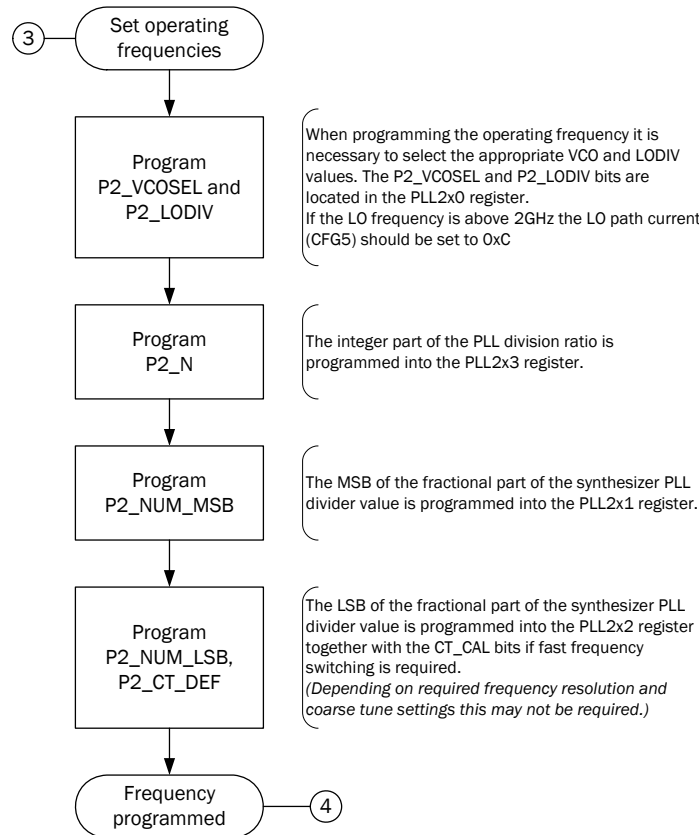 3
Set operating
frequencies
Program
P2_VCOSEL and
P2_LODIV
When programming the operating frequency it is
necessary to select the appropriate VCO and LODIV
values. The P2_VCOSEL and P2_LODIV bits are
located in the PLL2x0 register.
If the LO frequency is above 2GHz the LO path current
(CFG5) should be set to 0xC
Program
P2_N
The integer part of the PLL division ratio is
programmed into the PLL2x3 register.
Program
P2_NUM_MSB
The MSB of the fractional part of the synthesizer PLL
divider value is programmed into the PLL2x1 register.
Program
P2_NUM_LSB,
P2_CT_DEF
The LSB of the fractional part of the synthesizer PLL
divider value is programmed into the PLL2x2 register
together with the CT_CAL bits if fast frequency
switching is required.
(Depending on required frequency resolution and
coarse tune settings this may not be required.)
Frequency
programmed
4